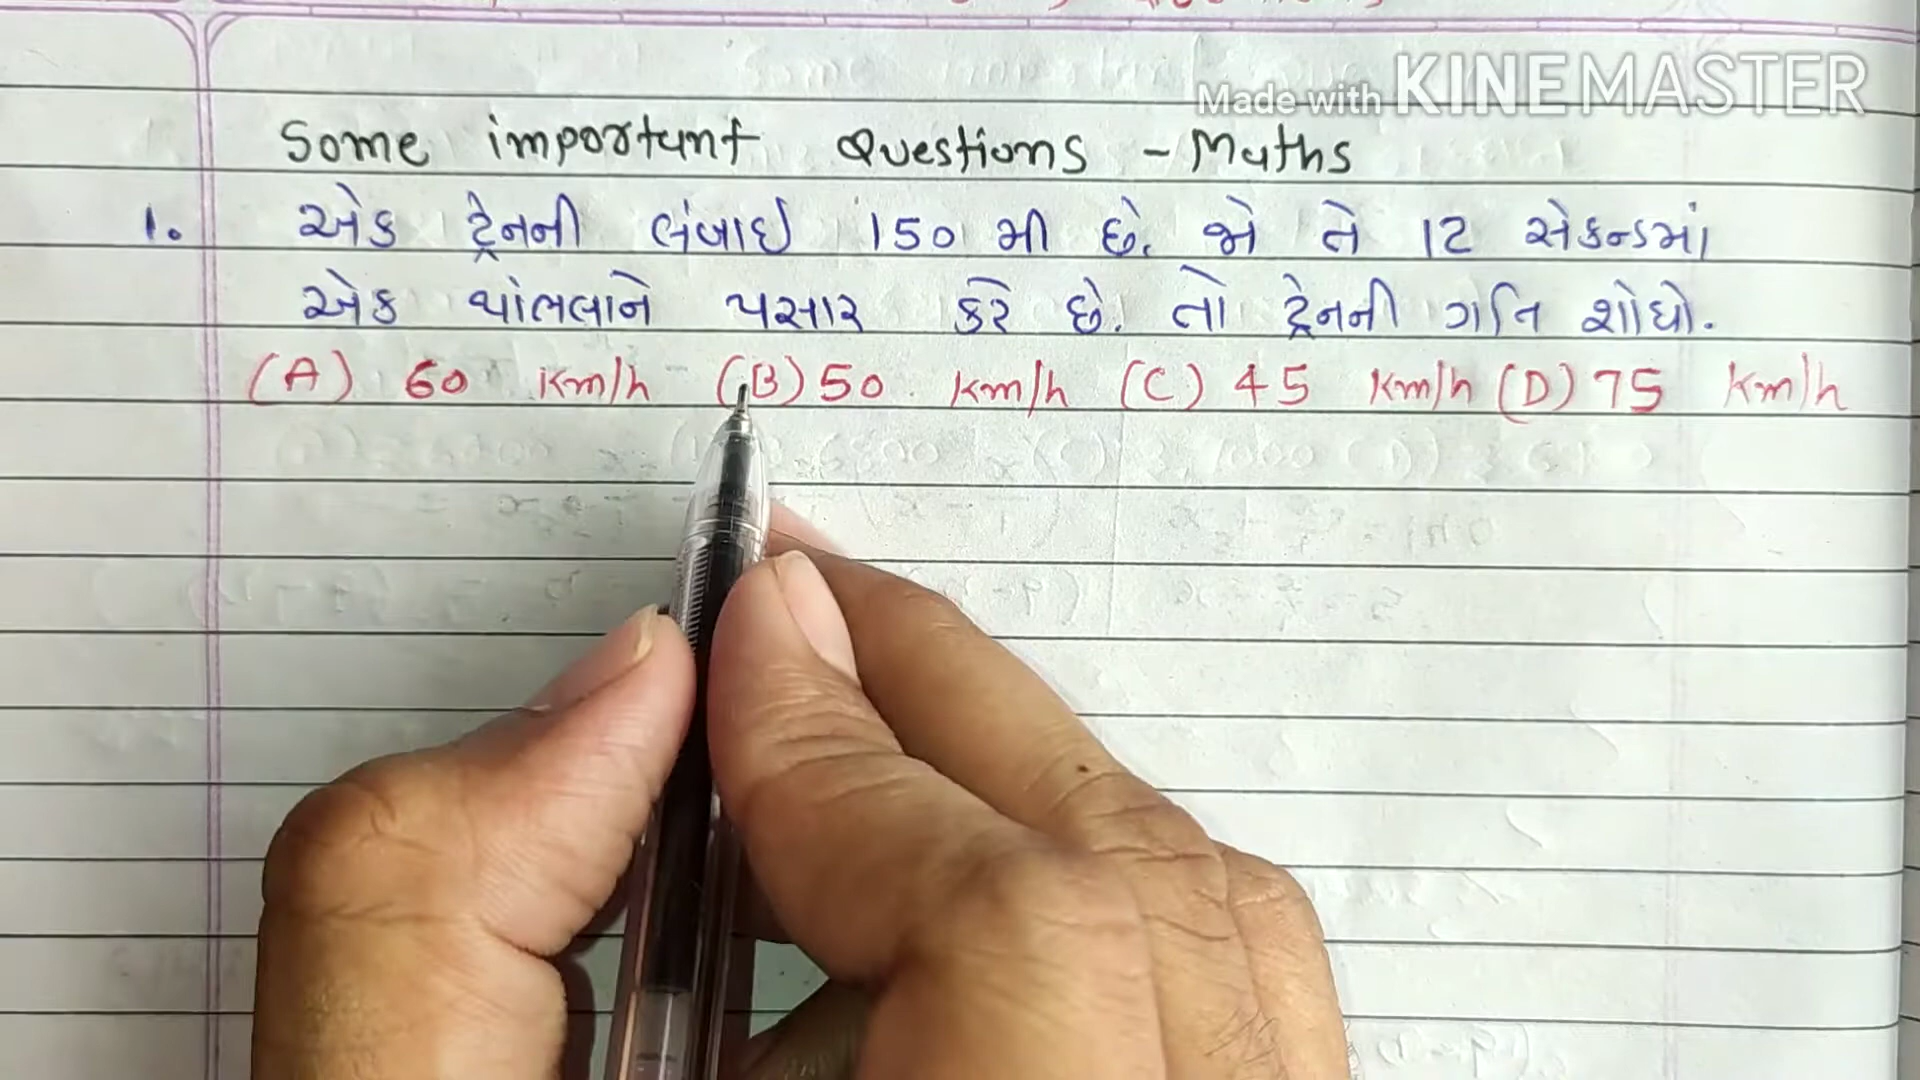 Made with KINEMASTER
Some important Questions - Maths
1. એક ટ્રેનની લંબાઈ 150 મી છે. જો તે 12 સેકન્ડમાં
એક થાંભલાને પસાર કરે છે. તો ટ્રેનની ગતિ શોધો.
(A) 60 Km/h (B) 50 Km/h (C) 45 Km/h (D) 75 Km/h